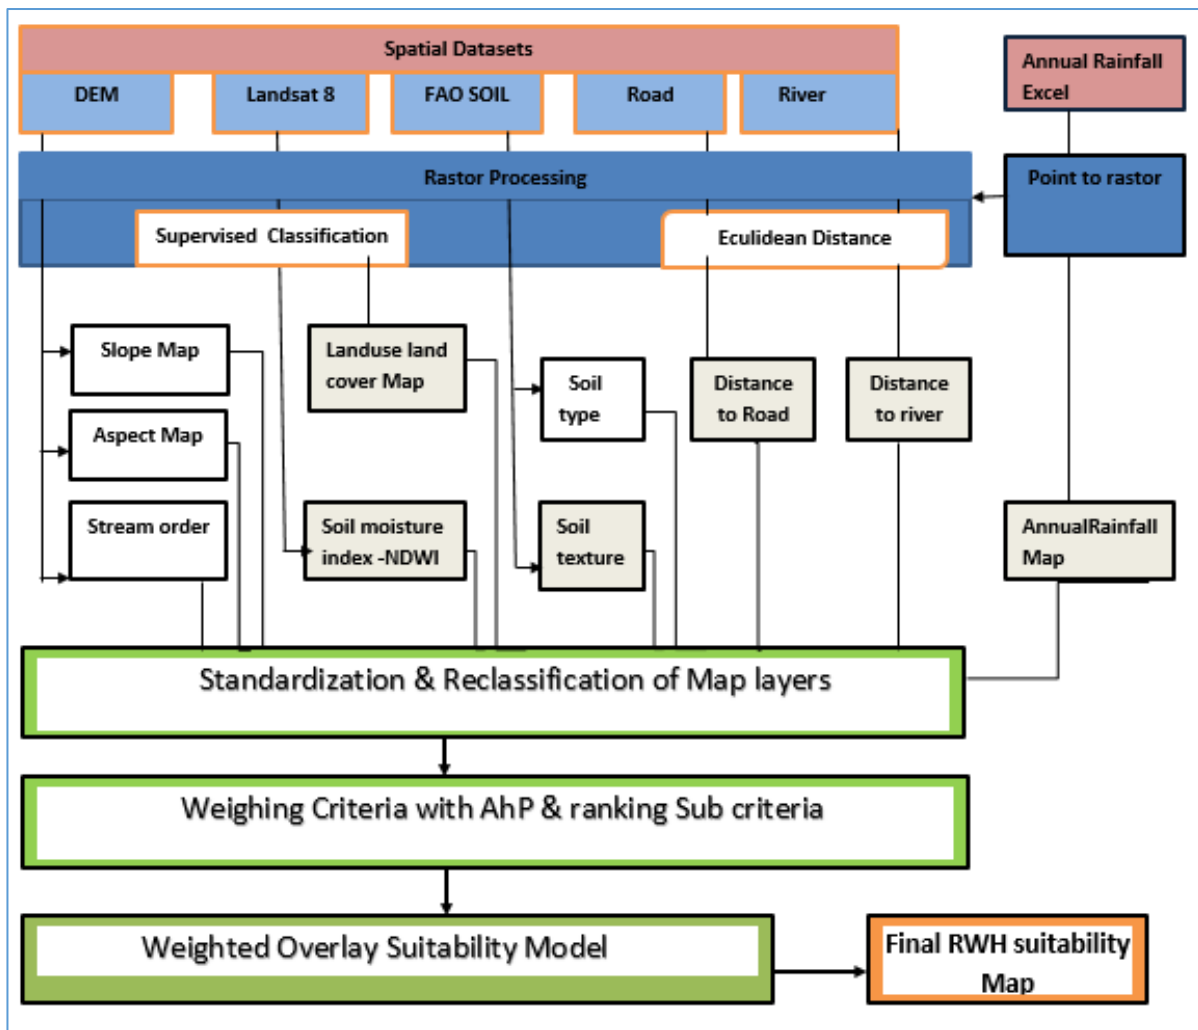 Spatial Datasets
Annual Rainfall
Excel
DEM
Landsat 8
FAO SOIL
Road
River
Rastor Processing
Point to rastor
Supervised Classification
Eculidean Distance
Slope Map
Landuse land
cover Map
Soil
type
Distance
to Road
Distance
to river
Aspect Map
Stream order
Soil moisture
index -NDWI
Soil
texture
AnnualRainfall
Map
Standardization & Reclassification of Map layers
Weighing Criteria with AhP & ranking Sub criteria
Weighted Overlay Suitability Model
Final RWH suitability
Map